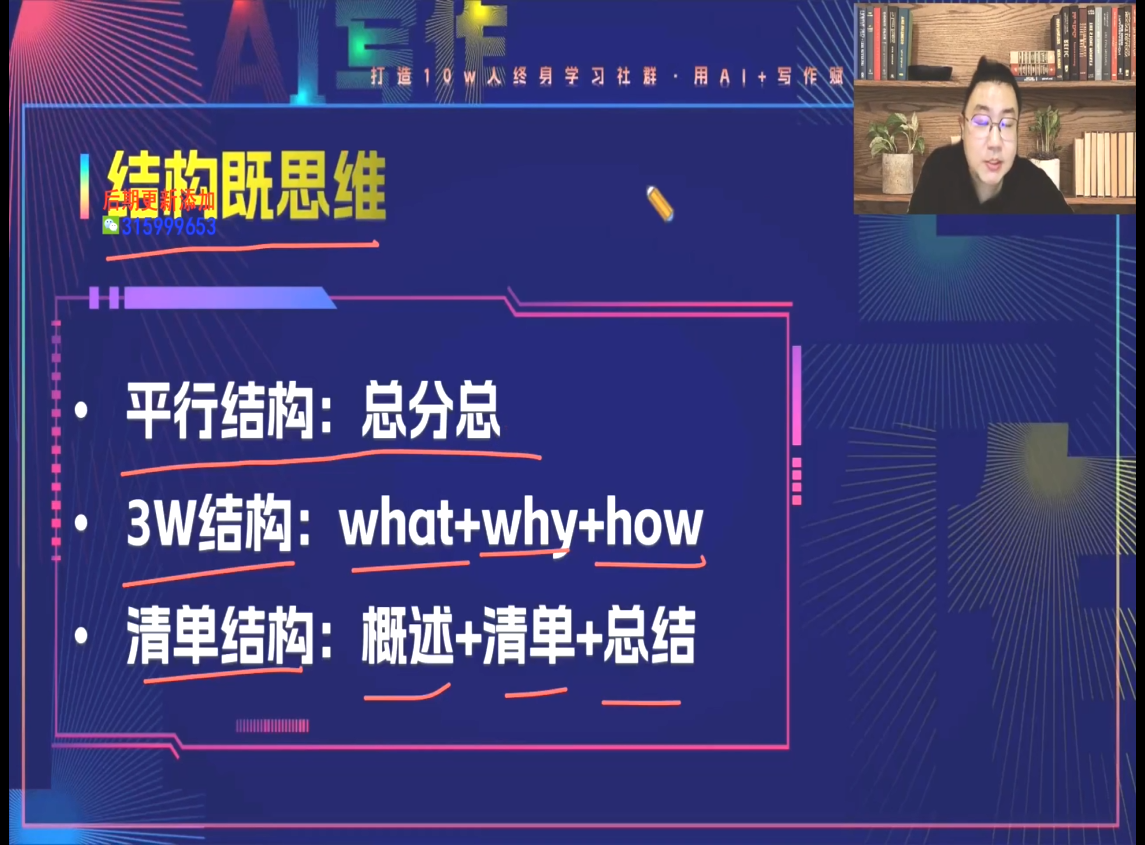 AI写作
打造10w人终身学习社群·用AI+写作赋
结构既思维
后期更新添加
315999653
• 平行结构：总分总
• 3W结构：what+why+how
• 清单结构：概述+清单+总结